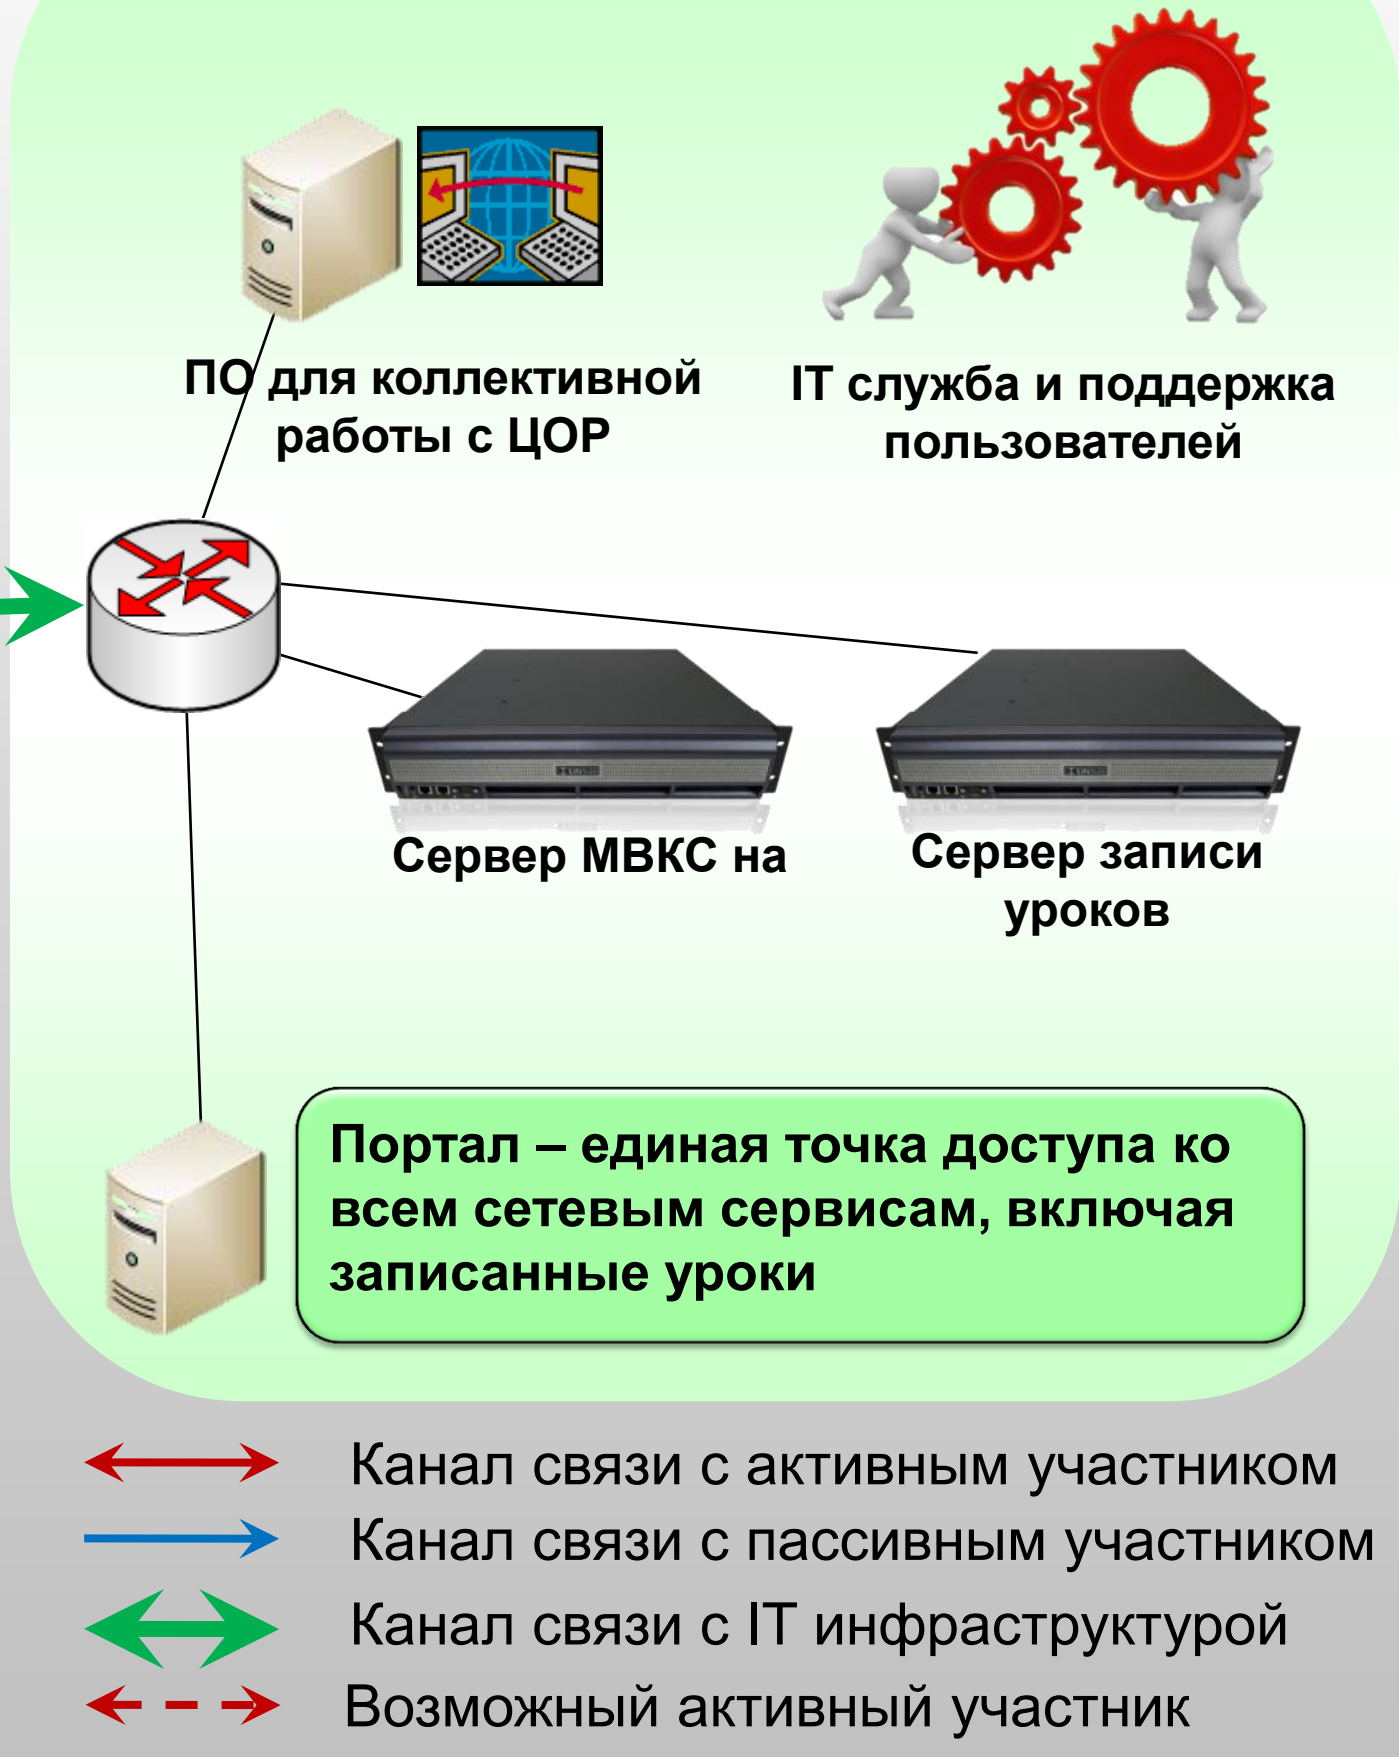 ПО для коллективной
работы с ЦОР
IT служба и поддержка
пользователей
Сервер МВКС на
Сервер записи
уроков
Портал – единая точка доступа ко
всем сетевым сервисам, включая
записанные уроки
Канал связи с активным участником
Канал связи с пассивным участником
Канал связи с IT инфраструктурой
Возможный активный участник